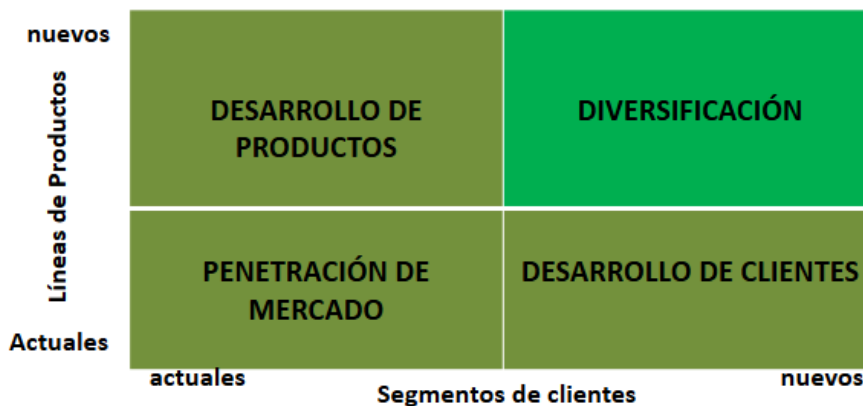 nuevos
Líneas de Productos
DESARROLLO DE
PRODUCTOS
DIVERSIFICACIÓN
PENETRACIÓN DE
MERCADO
DESARROLLO DE CLIENTES
Actuales
actuales
nuevos
Segmentos de clientes